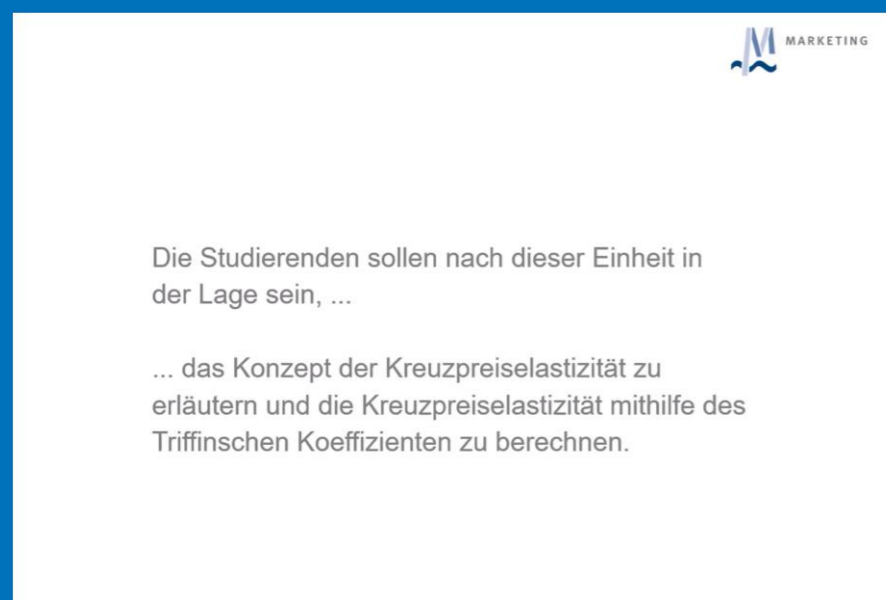 MARKETING
Die Studierenden sollen nach dieser Einheit in
der Lage sein, ...
... das Konzept der Kreuzpreiselastizität zu
erläutern und die Kreuzpreiselastizität mithilfe des
Triffinschen Koeffizienten zu berechnen.